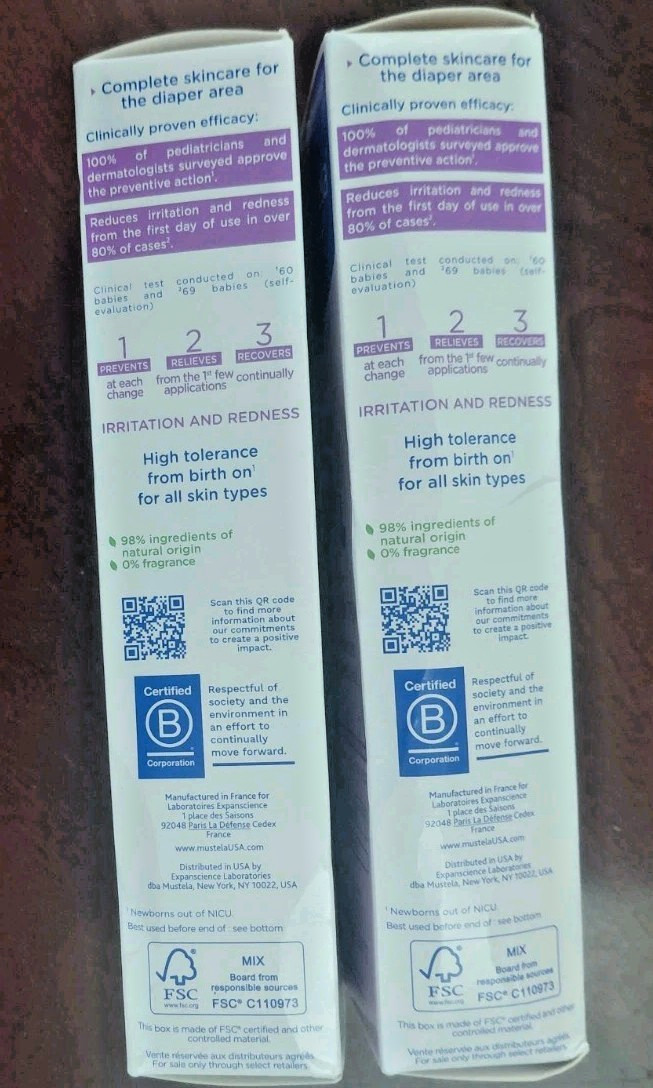 ▸ Complete skincare for
the diaper area
Clinically proven efficacy:
100% of pediatricians and
dermatologists surveyed approve
the preventive action¹.
Reduces irritation and redness
from the first day of use in over
80% of cases².
Clinical test conducted on: ¹60
babies and ²69 babies (self-
evaluation)
1 2 3
PREVENTS RELIEVES RECOVERS
at each from the 1st few continually
change applications
IRRITATION AND REDNESS
High tolerance
from birth on¹
for all skin types
98% ingredients of
natural origin
0% fragrance
Scan this QR code
to find more
information about
our commitments
to create a positive
impact.
Certified
B
Corporation
Respectful of
society and the
environment in
an effort to
continually
move forward.
Manufactured in France for
Laboratoires Expanscience
1 place des Saisons
92048 Paris La Défense Cedex
France
www.mustelaUSA.com
Distributed in USA by
Expanscience Laboratories
dba Mustela, New York, NY 10022, USA
¹ Newborns out of NICU.
Best used before end of : see bottom
FSC
www.fsc.org
MIX
Board from
responsible sources
FSC® C110973
This box is made of FSC® certified and other
controlled material.
Vente réservée aux distributeurs agréés
For sale only through select retailers
▸ Complete skincare for
the diaper area
Clinically proven efficacy:
100% of pediatricians and
dermatologists surveyed approve
the preventive action¹.
Reduces irritation and redness
from the first day of use in over
80% of cases².
Clinical test conducted on: ¹60
babies and ²69 babies (self-
evaluation)
1 2 3
PREVENTS RELIEVES RECOVERS
at each from the 1st few continually
change applications
IRRITATION AND REDNESS
High tolerance
from birth on¹
for all skin types
98% ingredients of
natural origin
0% fragrance
Scan this QR code
to find more
information about
our commitments
to create a positive
impact.
Certified
B
Corporation
Respectful of
society and the
environment in
an effort to
continually
move forward.
Manufactured in France for
Laboratoires Expanscience
1 place des Saisons
92048 Paris La Défense Cedex
France
www.mustelaUSA.com
Distributed in USA by
Expanscience Laboratories
dba Mustela, New York, NY 10022, USA
¹ Newborns out of NICU.
Best used before end of : see bottom
FSC
www.fsc.org
MIX
Board from
responsible sources
FSC® C110973
This box is made of FSC® certified and other
controlled material.
Vente réservée aux distributeurs agréés
For sale only through select retailers